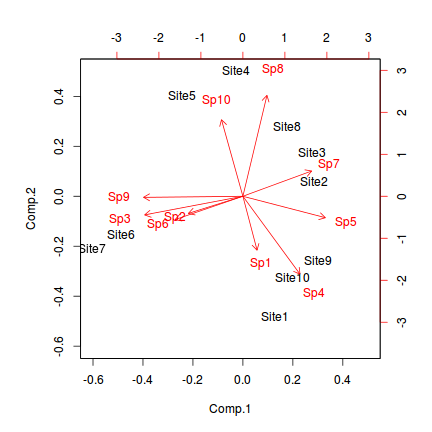 -3 -2 -1 0 1 2 3
Site4 Sp8
Site5 Sp10
Site8
Site3
Sp7
Site2
Sp9
Sp3 Sp6 Sp2 Sp5
Site6
Site7
Sp1 Site9
Site10
Sp4
Site1
-0.6 -0.4 -0.2 0.0 0.2 0.4
Comp.2
3 2 1 0 -1 -2 -3
-0.6 -0.4 -0.2 0.0 0.2 0.4
Comp.1